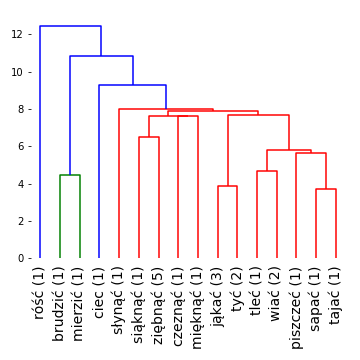 12
10
8
6
4
2
0
róść (1)
brudzić (1)
mierzić (1)
ciec (1)
słynąć (1)
siąknąć (1)
ziębnąć (5)
czeznąć (1)
mięknąć (1)
jąkać (3)
tyć (2)
tleć (1)
wiać (2)
piszczeć (1)
sapać (1)
tajać (1)